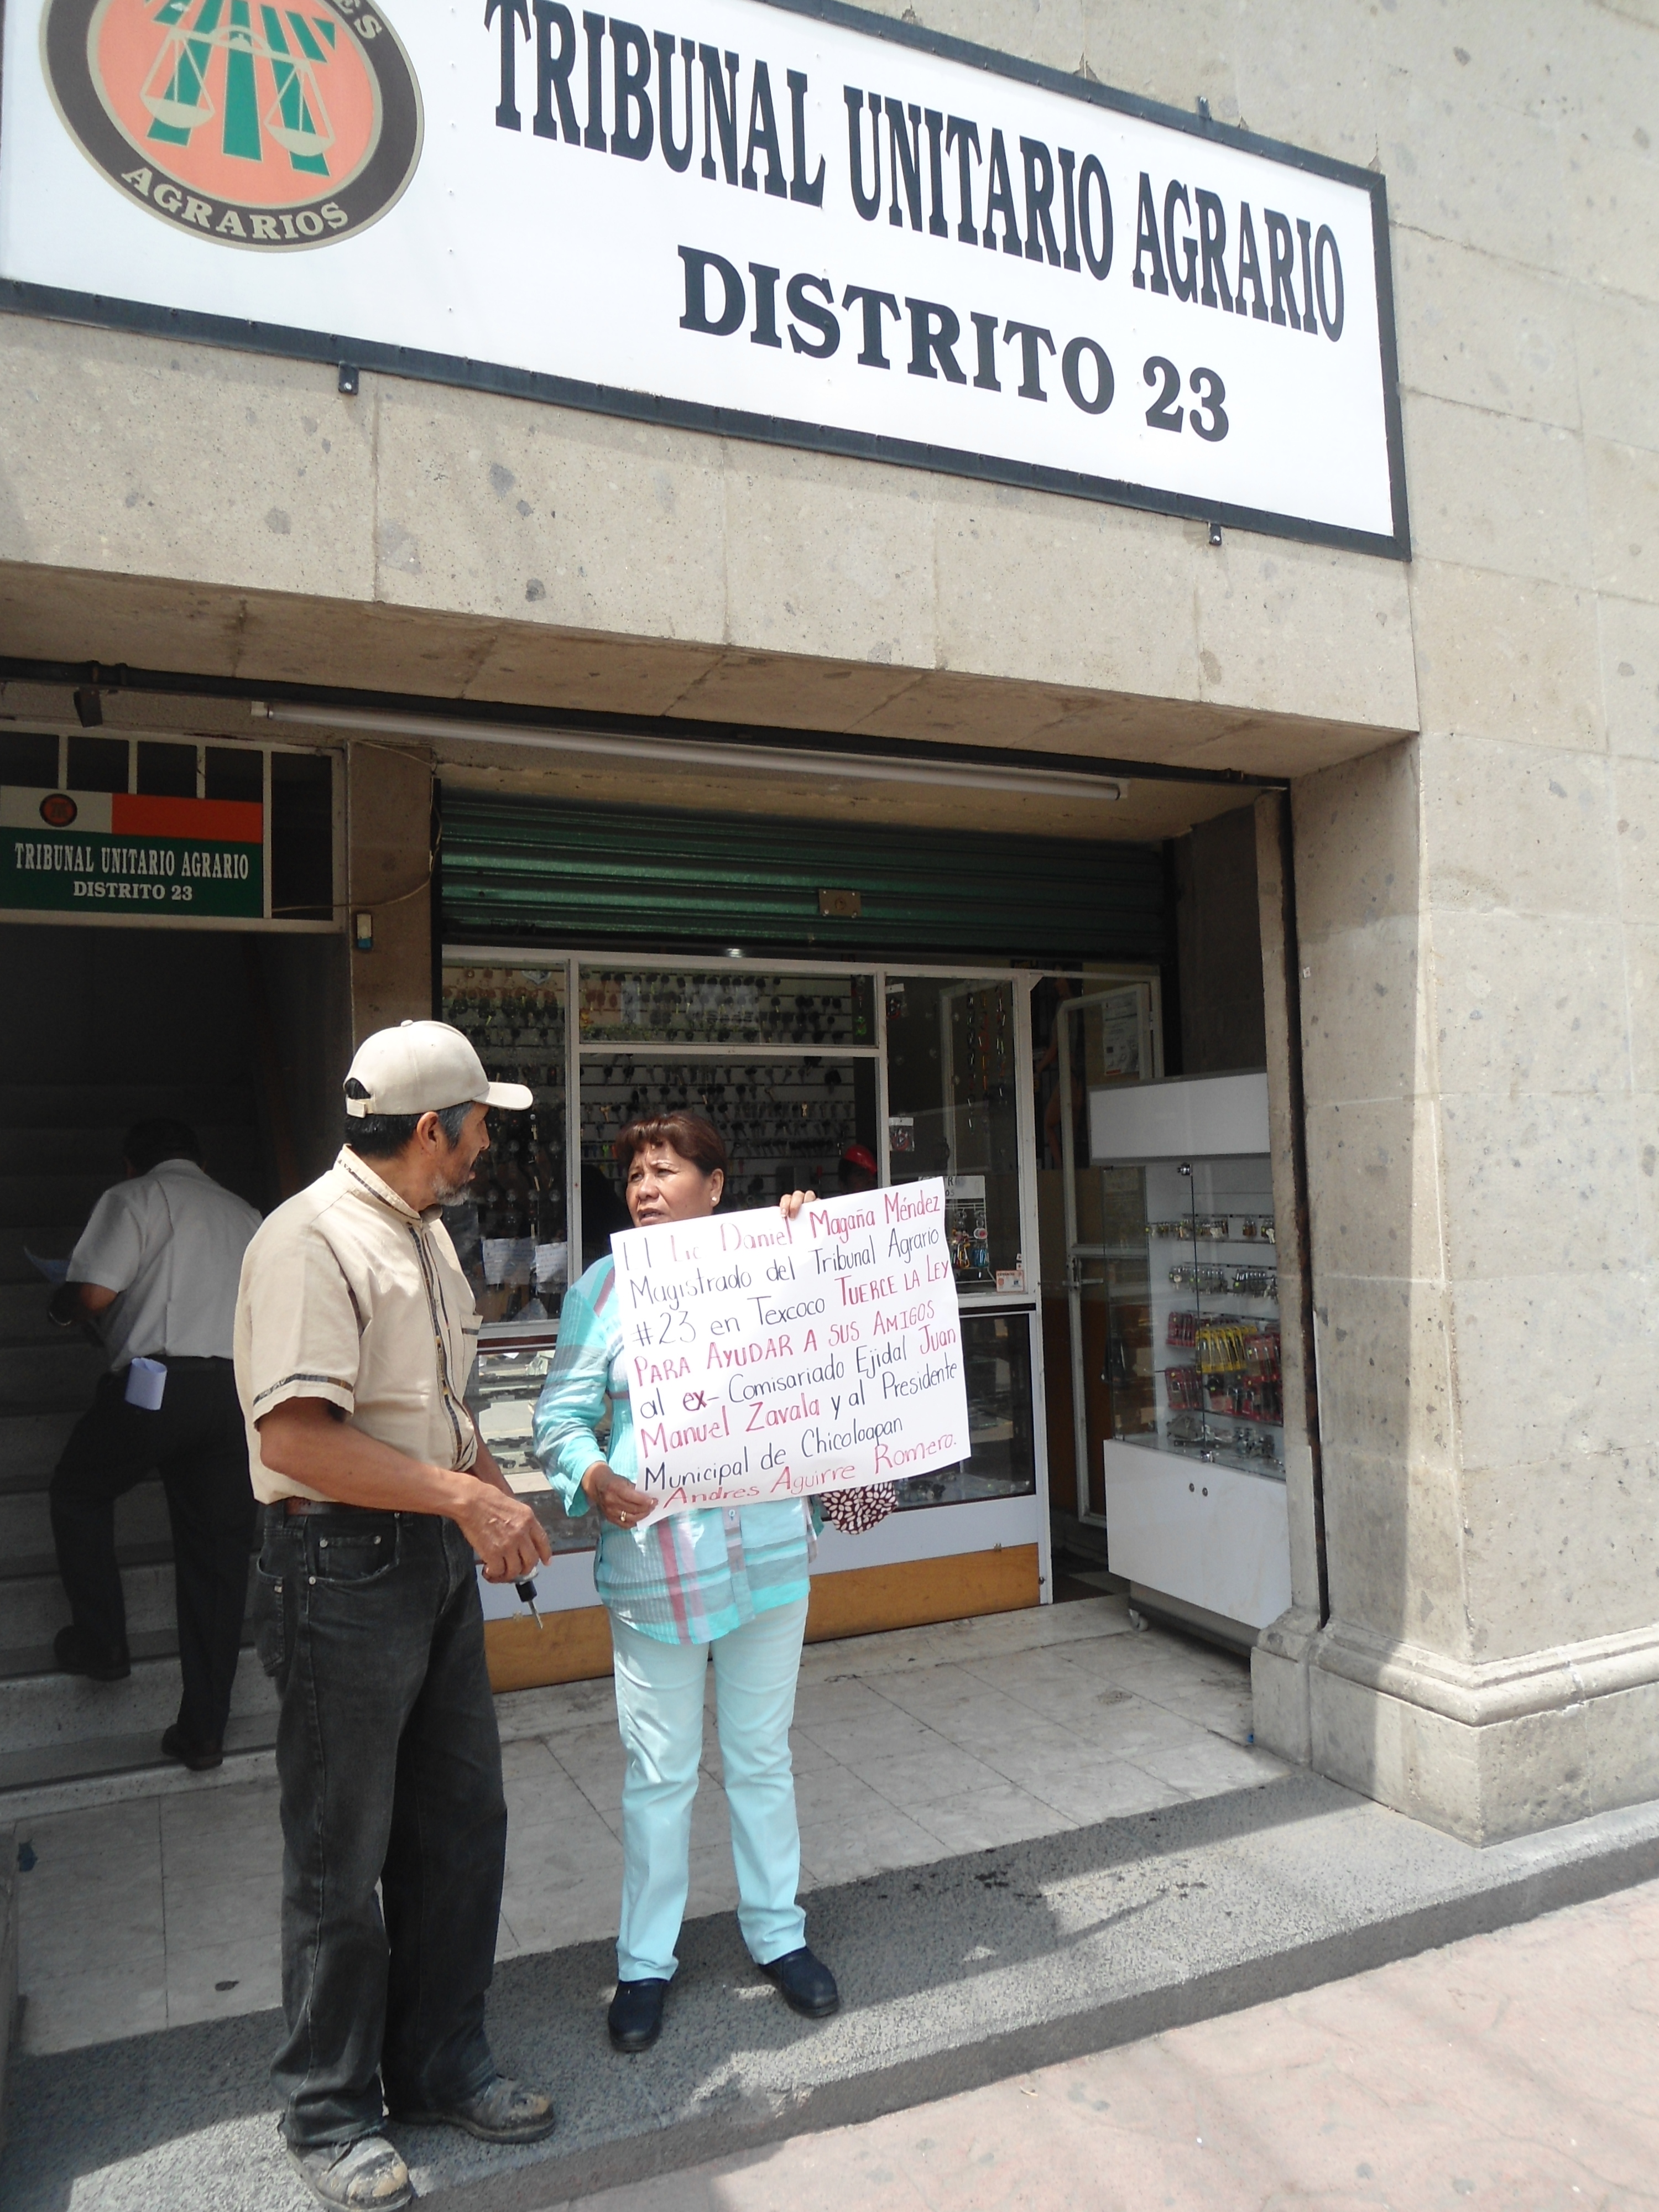 ES
AGRARIOS
TRIBUNAL UNITARIO AGRARIO
DISTRITO 23
TRIBUNAL UNITARIO AGRARIO
DISTRITO 23
Lic Daniel Magaña Méndez
Magistrado del Tribunal Agrario
#23 en Texcoco TUERCE LA LEY
PARA AYUDAR A SUS AMIGOS
al ex-Comisariado Ejidal Juan
Manuel Zavala y al Presidente
Municipal de Chicoloapan
Andres Aguirre Romero.